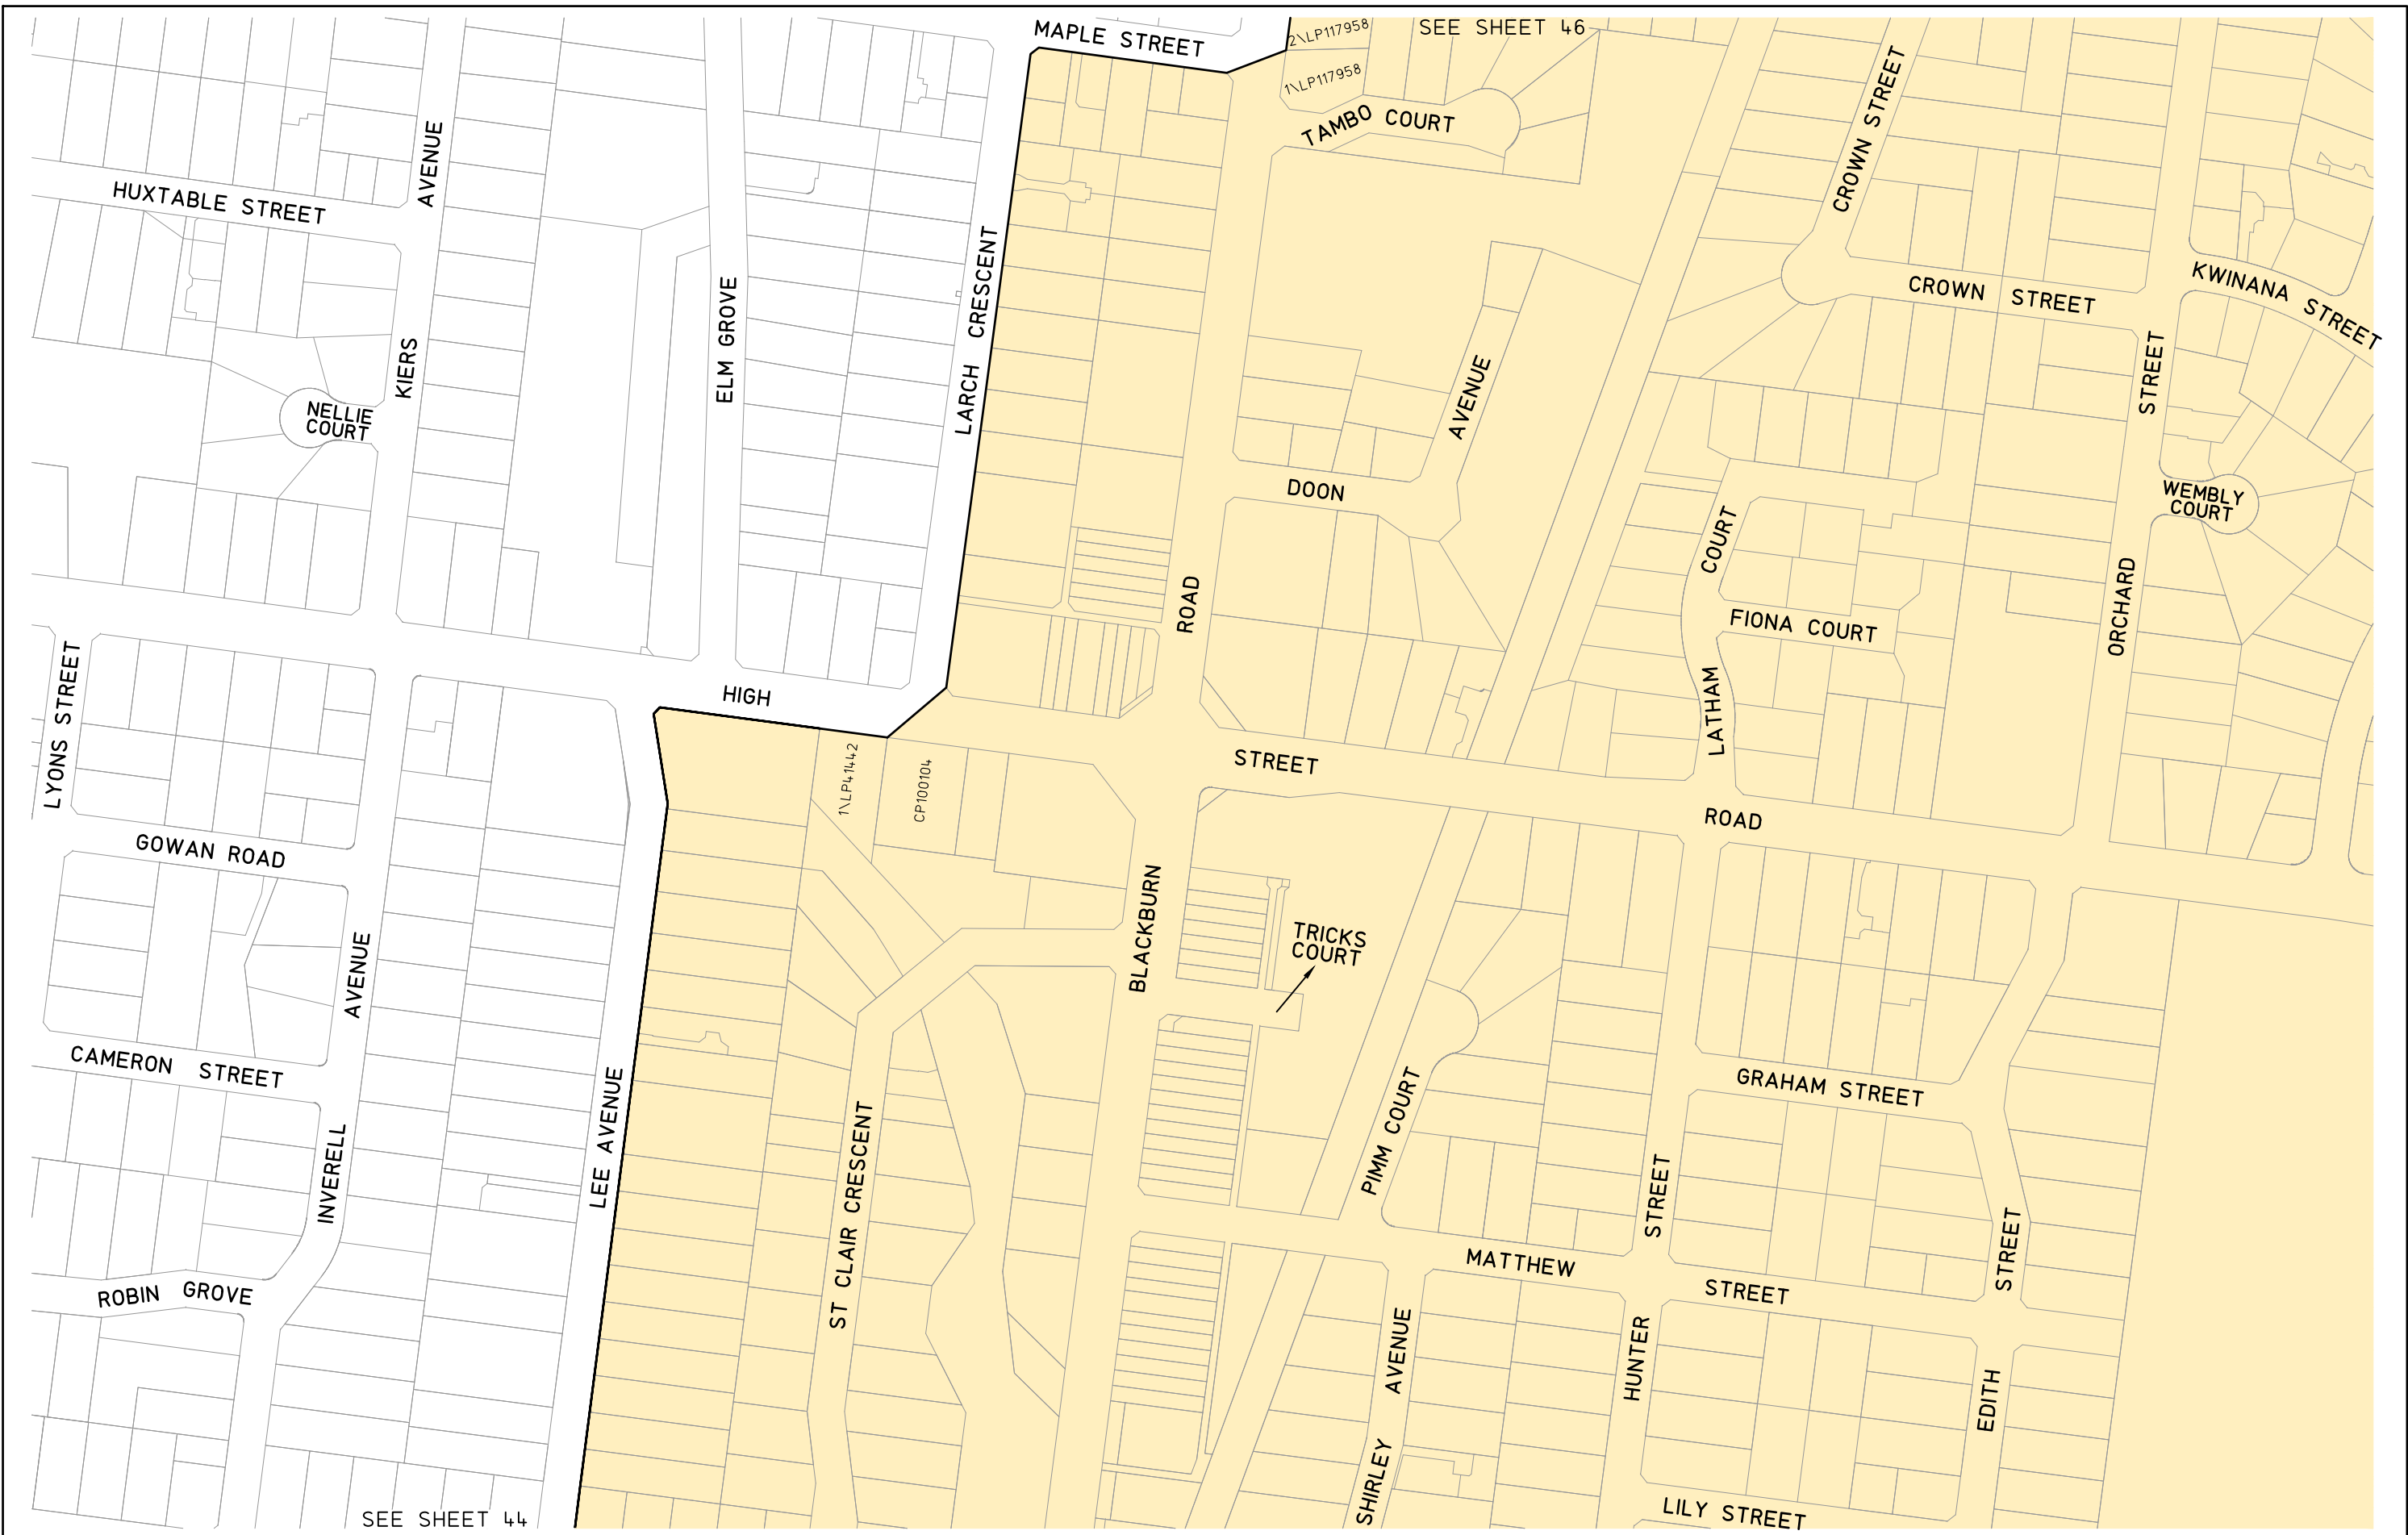 MAPLE STREET
2\LP117958
SEE SHEET 46
1\LP117958
TAMBO COURT
CROWN STREET
AVENUE
HUXTABLE STREET
LARCH CRESCENT
KWINANA STREET
CROWN STREET
ELM GROVE
KIERS
AVENUE
STREET
NELLIE
COURT
DOON
WEMBLY
COURT
COURT
ROAD
FIONA COURT
ORCHARD
LYONS STREET
HIGH
LATHAM
STREET
1\LP41442
CP100104
ROAD
GOWAN ROAD
BLACKBURN
TRICKS
COURT
AVENUE
CAMERON STREET
GRAHAM STREET
LEE AVENUE
PIMM COURT
INVERELL
ST CLAIR CRESCENT
STREET
STREET
MATTHEW
STREET
ROBIN GROVE
AVENUE
HUNTER
EDITH
SHIRLEY
LILY STREET
SEE SHEET 44